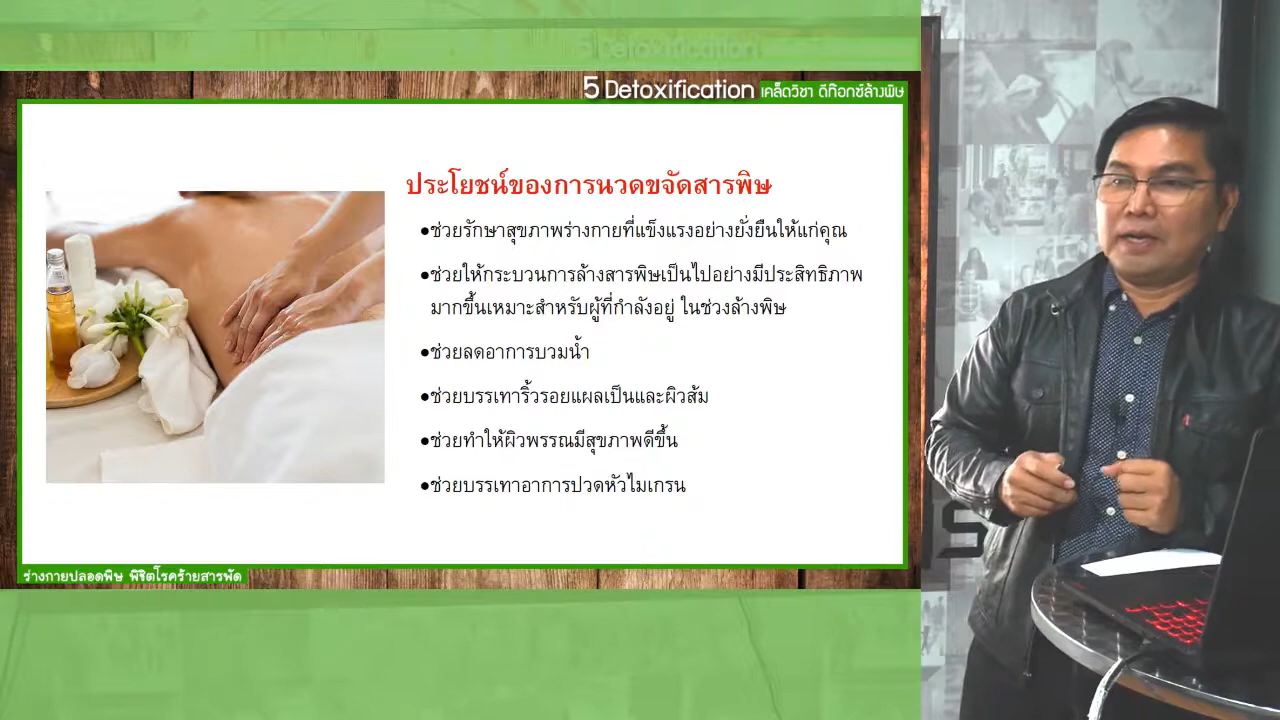 5 Detoxification เคล็ดวิชา ดีท๊อกซ์ล้างพิษ
ประโยชน์ของการนวดขจัดสารพิษ
•ช่วยรักษาสุขภาพร่างกายที่แข็งแรงอย่างยั่งยืนให้แก่คุณ
•ช่วยให้กระบวนการล้างสารพิษเป็นไปอย่างมีประสิทธิภาพ
มากขึ้นเหมาะสำหรับผู้ที่กำลังอยู่ ในช่วงล้างพิษ
•ช่วยลดอาการบวมน้ำ
•ช่วยบรรเทาริ้วรอยแผลเป็นและผิวส้ม
•ช่วยทำให้ผิวพรรณมีสุขภาพดีขึ้น
•ช่วยบรรเทาอาการปวดหัวไมเกรน
ร่างกายปลอดพิษ พิชิตโรคร้ายสารพัด